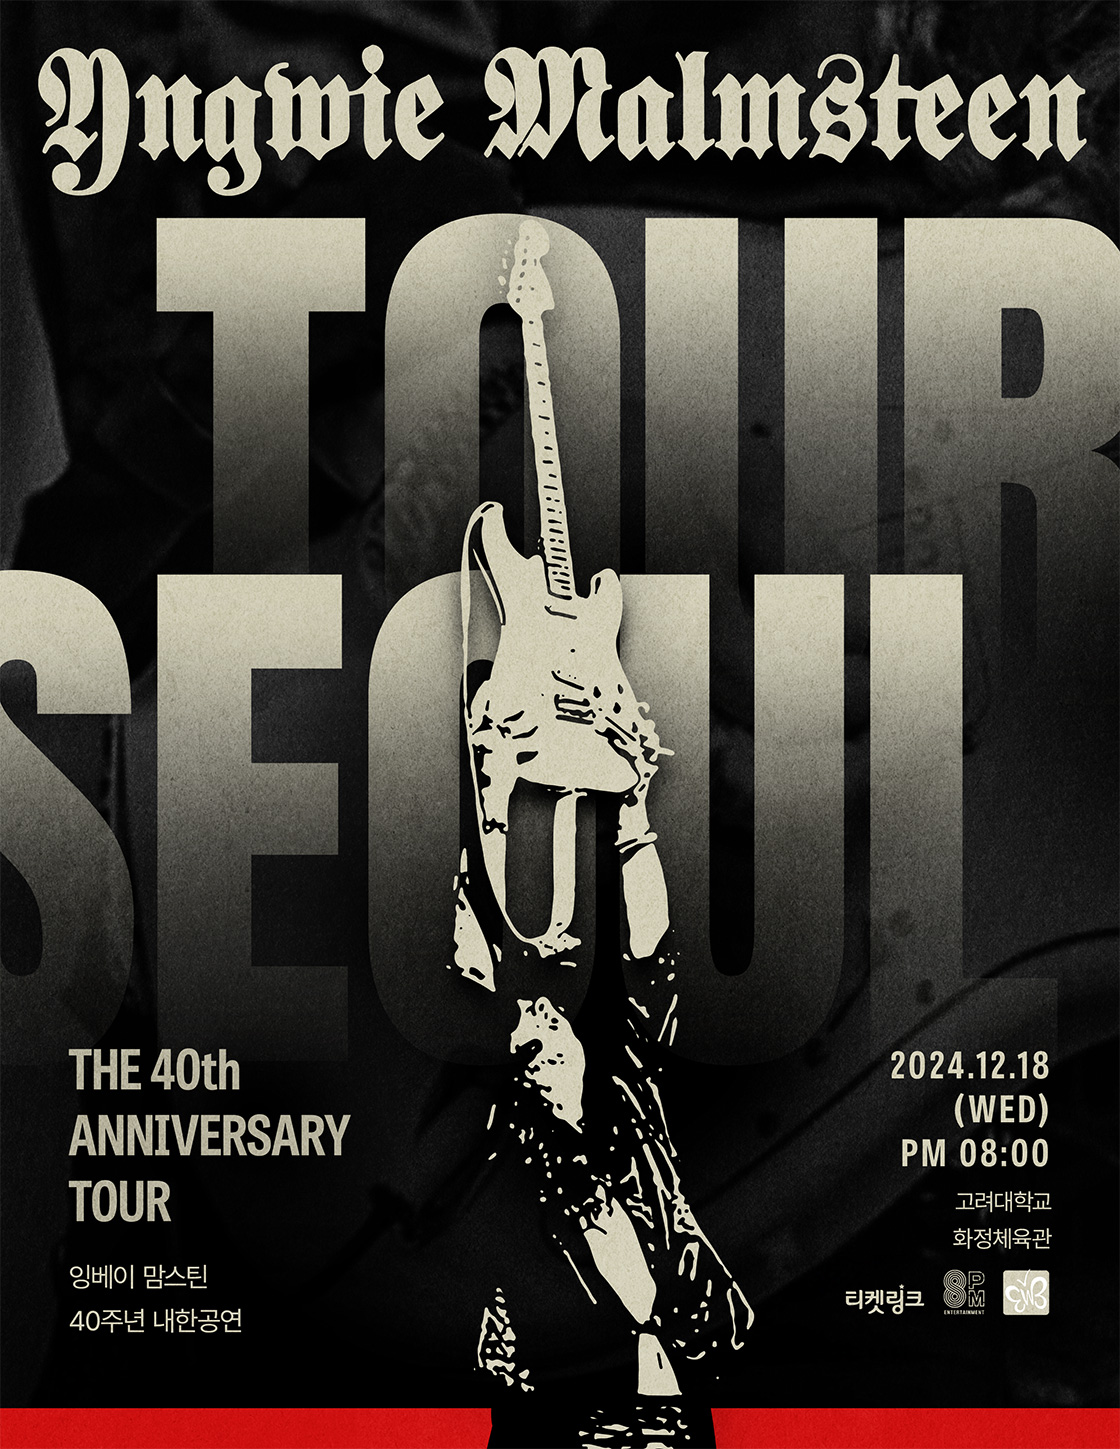 Yngwie Malmsteen
TOUR
SEOUL
THE 40th
ANNIVERSARY
TOUR
잉베이 맘스틴
40주년 내한공연
2024.12.18
(WED)
PM 08:00
고려대학교
화정체육관
티켓링크
8PM
ENTERTAINMENT